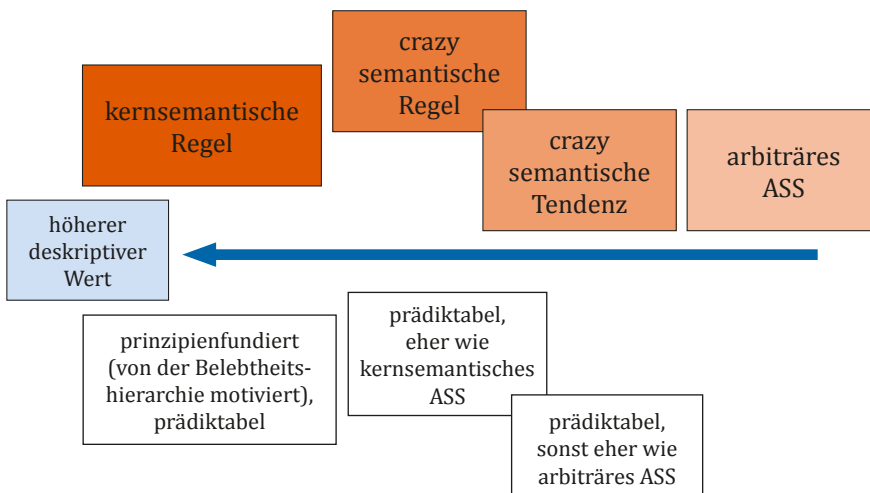 kernsemantische
Regel
crazy
semantische
Regel
crazy
semantische
Tendenz
arbiträres
ASS
höherer
deskriptiver
Wert
prinzipienfundiert
(von der Belebtheits-
hierarchie motiviert),
prädiktabel
prädiktabel,
eher wie
kernsemantisches
ASS
prädiktabel,
sonst eher wie
arbiträres ASS